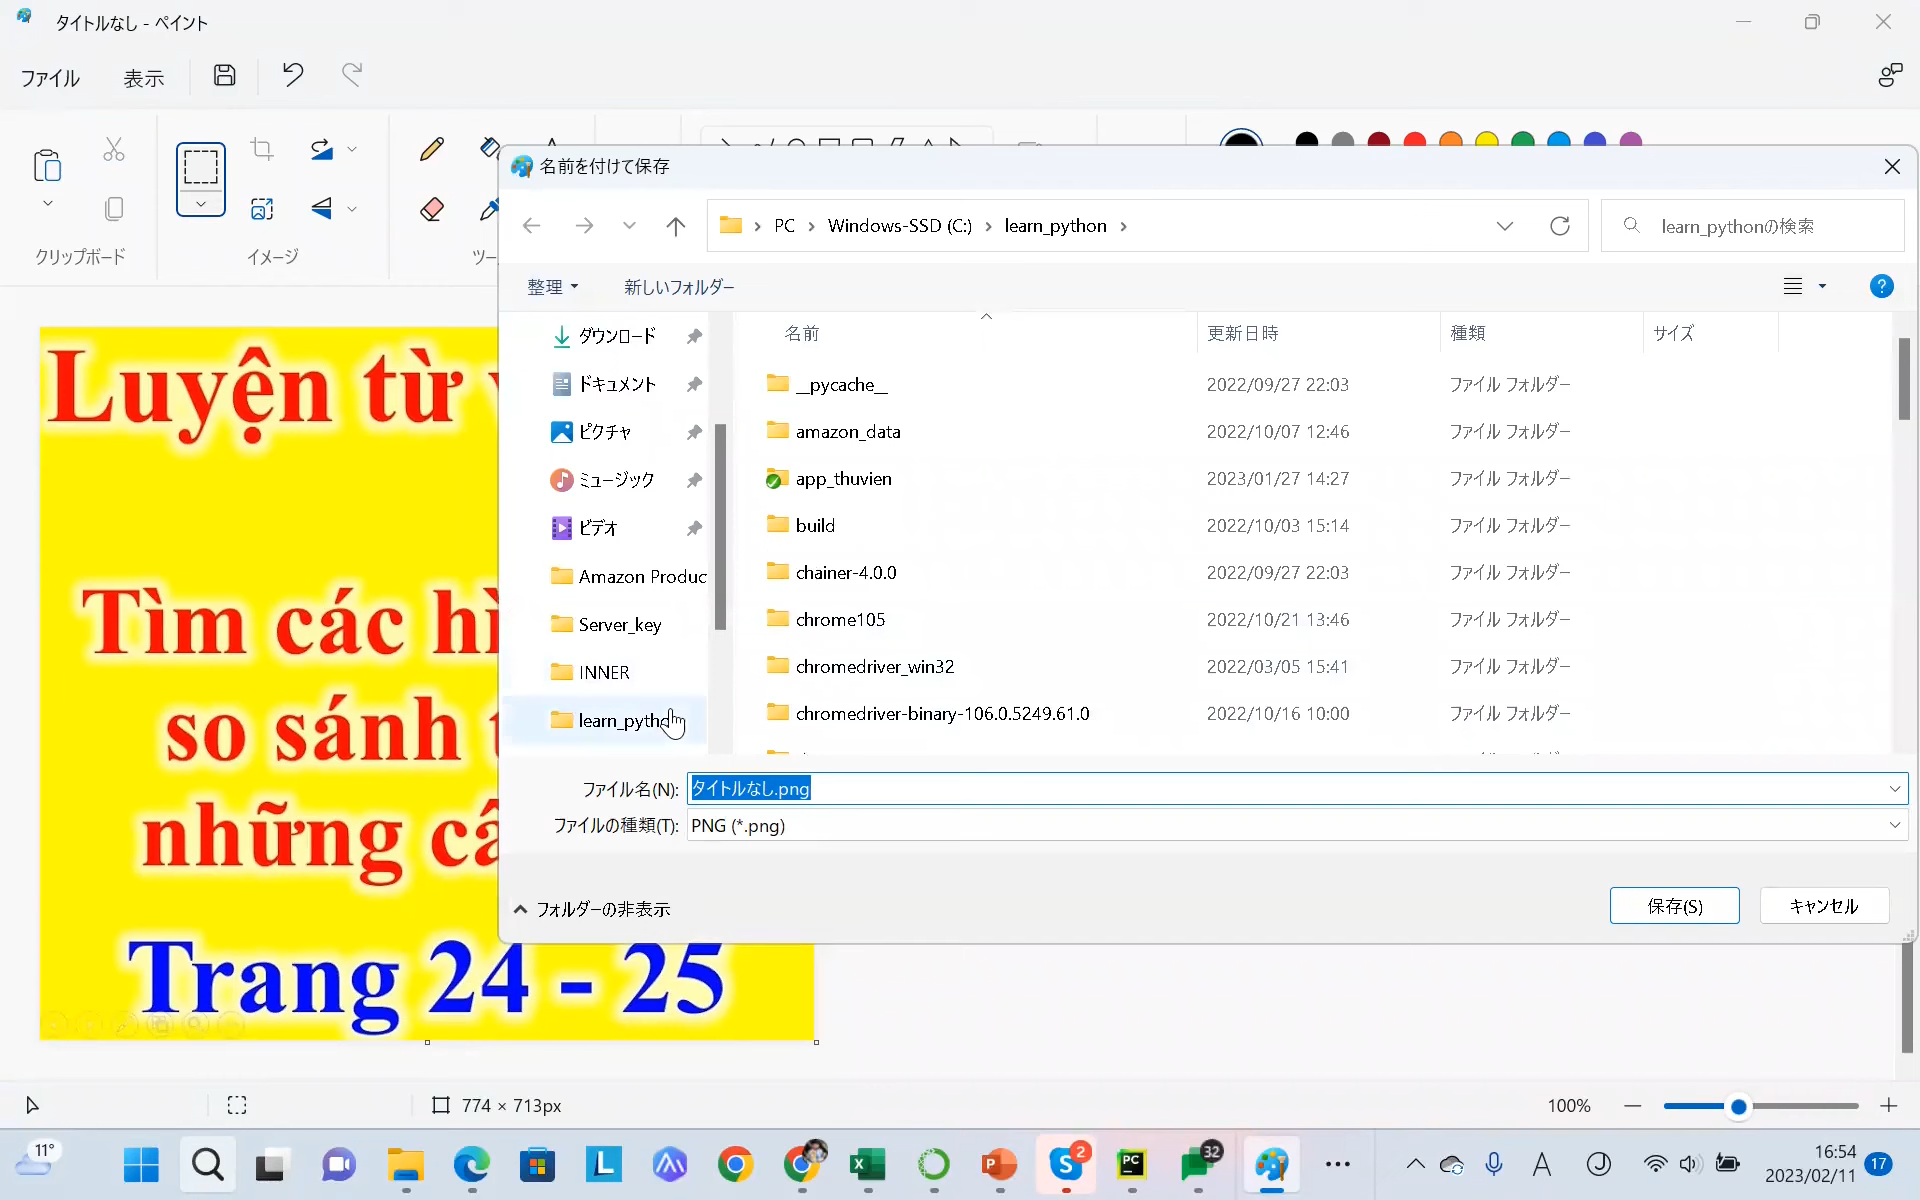 タイトルなし - ペイント
ファイル
表示
クリップボード
イメージ
ツー
名前を付けて保存
PC > Windows-SSD (C:) > learn_python >
learn_pythonの検索
整理
新しいフォルダー
ダウンロード
ドキュメント
ピクチャ
ミュージック
ビデオ
Amazon Produc
Server_key
INNER
名前 更新日時 種類 サイズ
__pycache__ 2022/09/27 22:03 ファイル フォルダー
amazon_data 2022/10/07 12:46 ファイル フォルダー
app_thuvien 2023/01/27 14:27 ファイル フォルダー
build 2022/10/03 15:14 ファイル フォルダー
chainer-4.0.0 2022/09/27 22:03 ファイル フォルダー
chrome105 2022/10/21 13:46 ファイル フォルダー
chromedriver_win32 2022/03/05 15:41 ファイル フォルダー
chromedriver-binary-106.0.5249.61.0 2022/10/16 10:00 ファイル フォルダー
ファイル名(N): タイトルなし.png
ファイルの種類(T): PNG (*.png)
フォルダーの非表示
保存(S)
キャンセル
Luyện từ v
Tìm các hì
so sánh t
những câ
Trang 24 - 25
774 × 713px
100%
11°
2
PC
32
16:54
2023/02/11
17